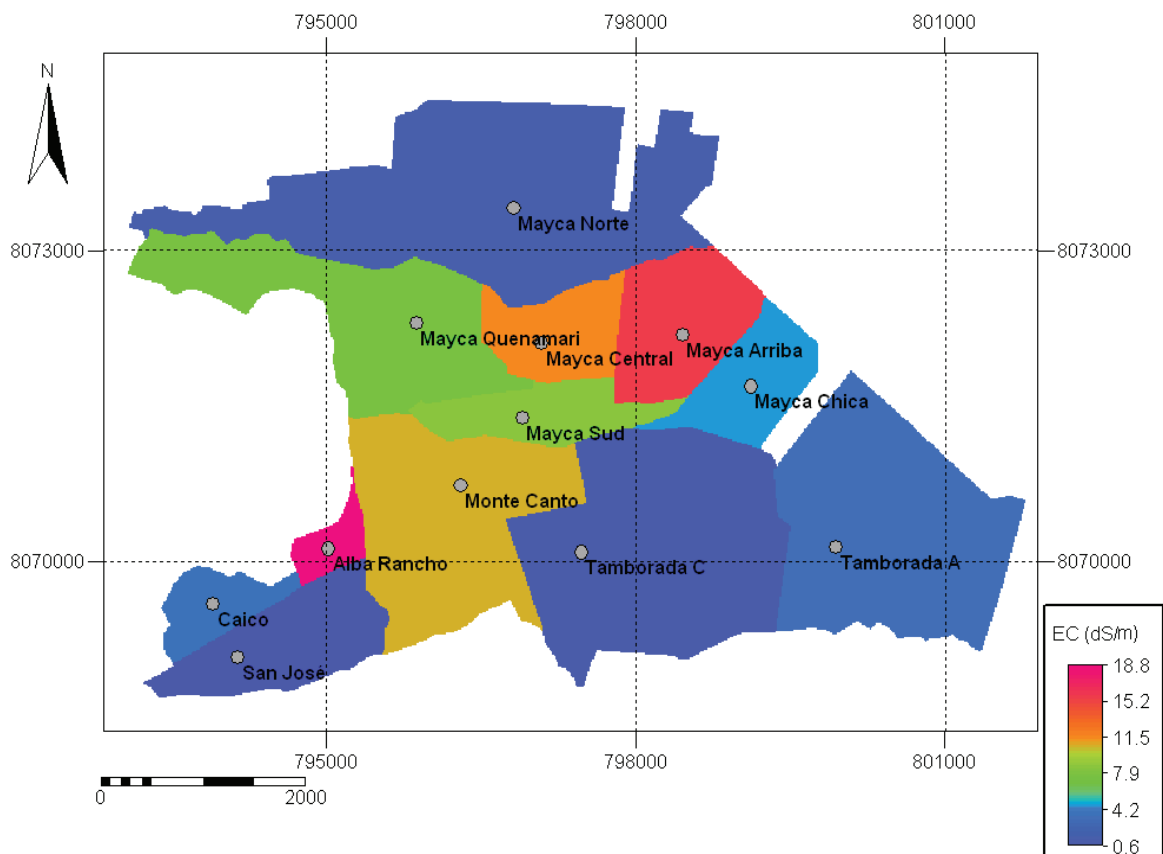 795000
798000
801000
N
Mayca Norte
8073000
8073000
Mayca Quenamari
Mayca Central
Mayca Arriba
Mayca Chica
Mayca Sud
Monte Canto
8070000
8070000
Alba Rancho
Tamborada C
Tamborada A
Caico
San José
EC (dS/m)
18.8
15.2
11.5
7.9
4.2
0.6
795000
798000
801000
0
2000